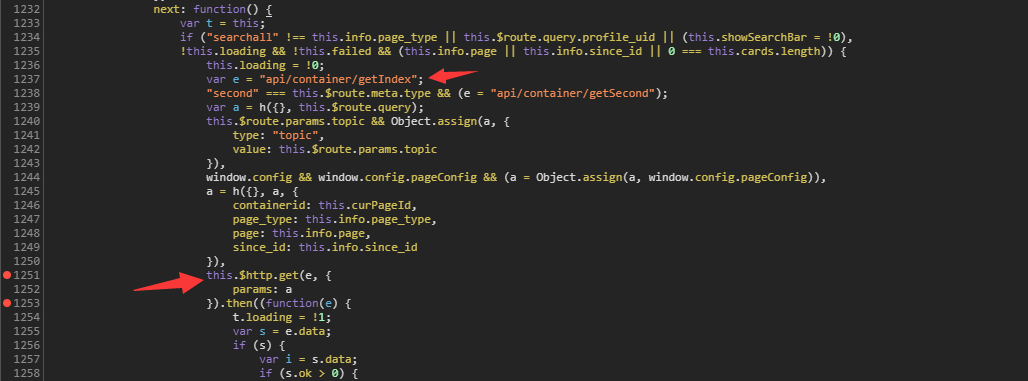 1232 next: function() {
1233 var t = this;
1234 if ("searchall" !== this.info.page_type || this.$route.query.profile_uid || (this.showSearchBar = !0),
1235 !this.loading && !this.failed && (this.info.page || this.info.since_id || 0 === this.cards.length)) {
1236 this.loading = !0;
1237 var e = "api/container/getIndex";
1238 "second" === this.$route.meta.type && (e = "api/container/getSecond");
1239 var a = h({}, this.$route.query);
1240 this.$route.params.topic && Object.assign(a, {
1241 type: "topic",
1242 value: this.$route.params.topic
1243 }),
1244 window.config && window.config.pageConfig && (a = Object.assign(a, window.config.pageConfig)),
1245 a = h({}, a, {
1246 containerid: this.curPageId,
1247 page_type: this.info.page_type,
1248 page: this.info.page,
1249 since_id: this.info.since_id
1250 }),
1251 this.$http.get(e, {
1252 params: a
1253 }).then((function(e) {
1254 t.loading = !1;
1255 var s = e.data;
1256 if (s) {
1257 var i = s.data;
1258 if (s.ok > 0) {